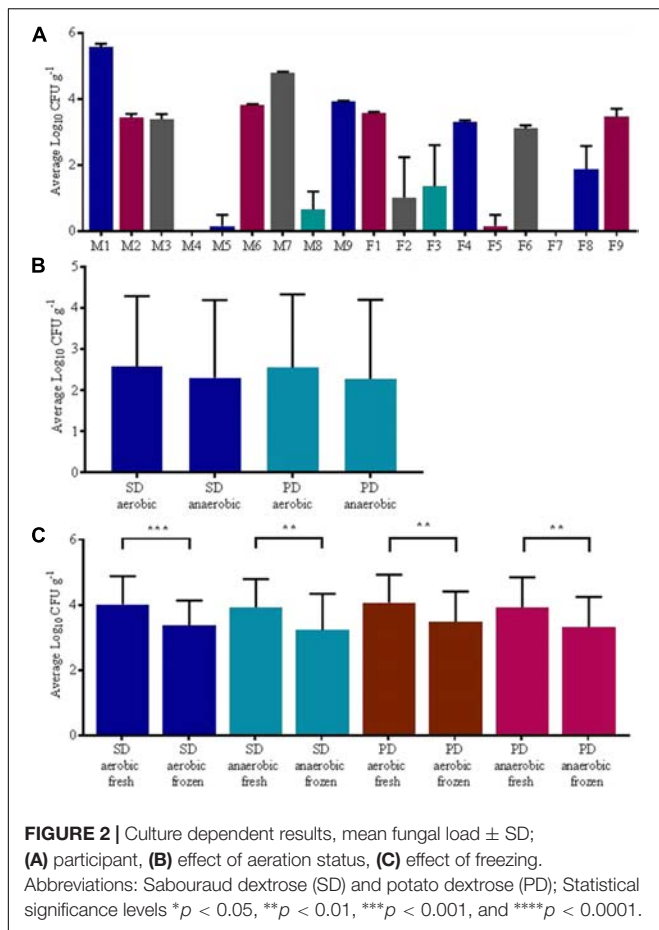 A
Average Log₁₀ CFU g⁻¹
6
4
2
0
M1 M2 M3 M4 M5 M6 M7 M8 M9 F1 F2 F3 F4 F5 F6 F7 F8 F9
B
Average Log₁₀ CFU g⁻¹
5
4
3
2
1
0
SD SD PD PD
aerobic anaerobic aerobic anaerobic
C
Average Log₁₀ CFU g⁻¹
*** ** ** **
6
4
2
0
SD SD SD SD PD PD PD PD
aerobic aerobic anaerobic anaerobic aerobic aerobic anaerobic anaerobic
fresh frozen fresh frozen fresh frozen fresh frozen
FIGURE 2 | Culture dependent results, mean fungal load ± SD;
(A) participant, (B) effect of aeration status, (C) effect of freezing.
Abbreviations: Sabouraud dextrose (SD) and potato dextrose (PD); Statistical
significance levels *p < 0.05, **p < 0.01, ***p < 0.001, and ****p < 0.0001.